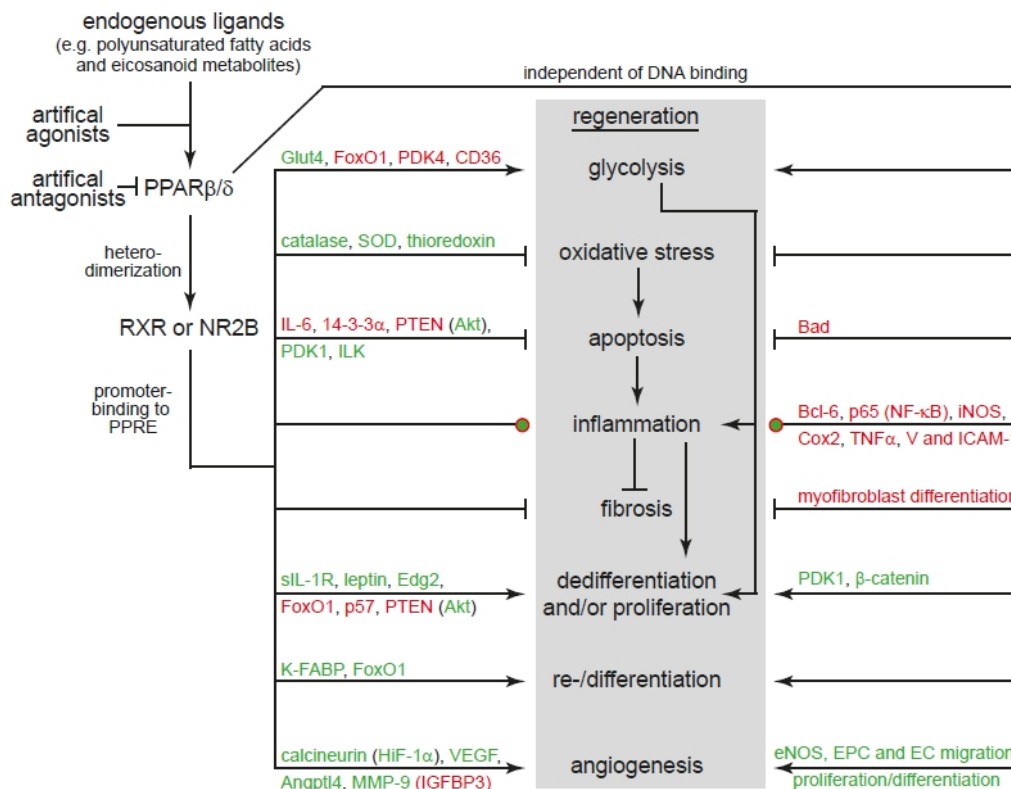 endogenous ligands
(e.g. polyunsaturated fatty acids
and eicosanoid metabolites)
independent of DNA binding
artifical
agonists
regeneration
Glut4, FoxO1, PDK4, CD36
glycolysis
artifical
antagonists
PPARβ/δ
catalase, SOD, thioredoxin
oxidative stress
hetero-
dimerization
RXR or NR2B
IL-6, 14-3-3α, PTEN (Akt),
PDK1, ILK
apoptosis
Bad
promoter-
binding to
PPRE
inflammation
Bcl-6, p65 (NF-κB), iNOS,
Cox2, TNFα, V and ICAM-
fibrosis
myofibroblast differentiation
sIL-1R, leptin, Edg2,
FoxO1, p57, PTEN (Akt)
dedifferentiation
and/or proliferation
PDK1, β-catenin
K-FABP, FoxO1
re-/differentiation
calcineurin (HiF-1α), VEGF,
Angptl4, MMP-9 (IGFBP3)
angiogenesis
eNOS, EPC and EC migration
proliferation/differentiation